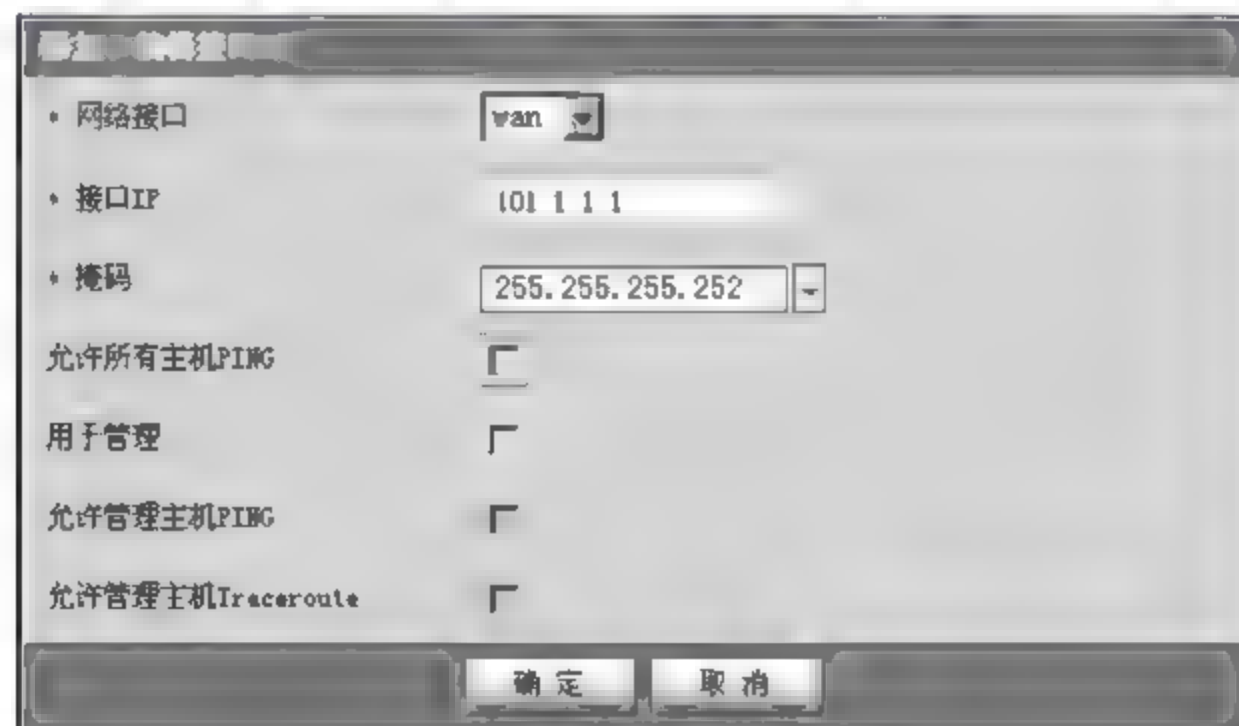 * 网络接口
wan
* 接口IP
101 1 1 1
* 掩码
255.255.255.252
允许所有主机PING
用于管理
允许管理主机PING
允许管理主机Traceroute
确定
取消